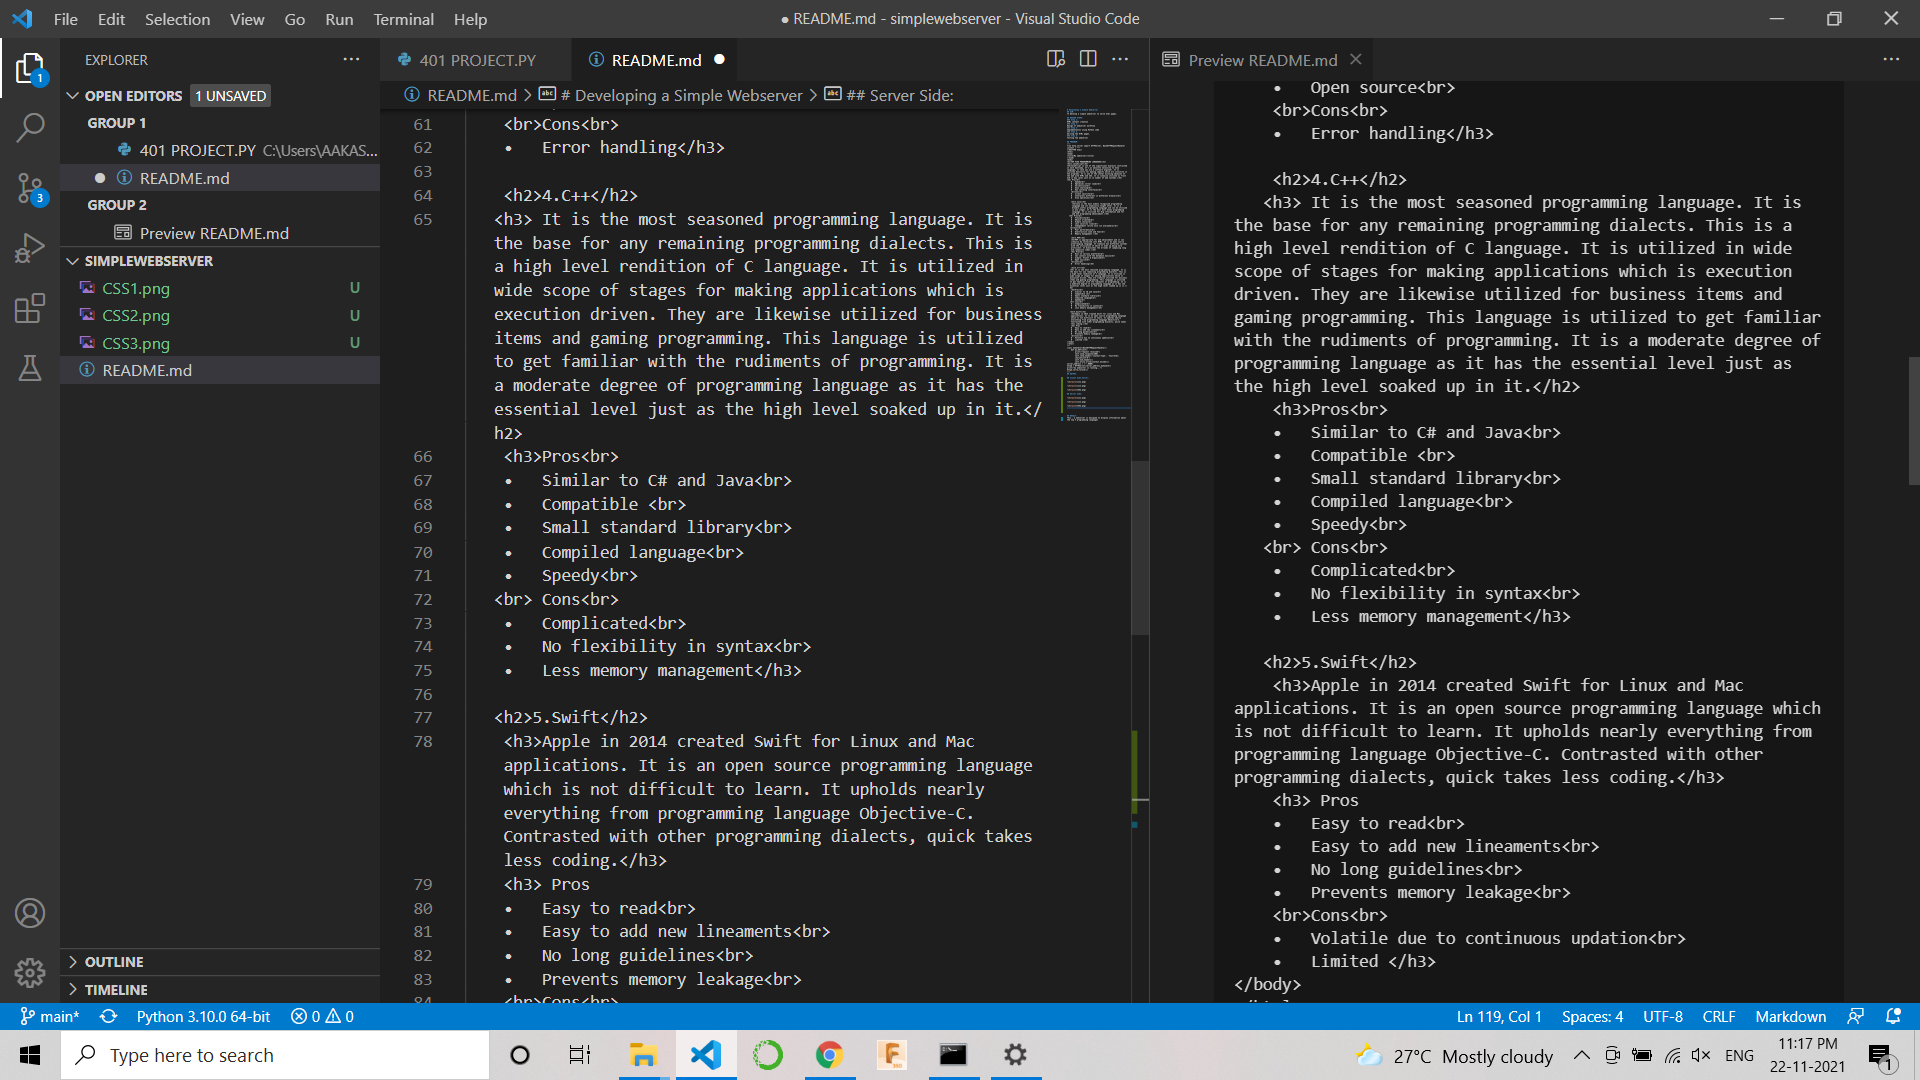 File Edit Selection View Go Run Terminal Help
● README.md - simplewebserver - Visual Studio Code
EXPLORER
OPEN EDITORS 1 UNSAVED
GROUP 1
401 PROJECT.PY C:\Users\AAKAS...
README.md
GROUP 2
Preview README.md
SIMPLEWEBSERVER
CSS1.png U
CSS2.png U
CSS3.png U
README.md
OUTLINE
TIMELINE
1
3
401 PROJECT.PY
README.md
README.md > # Developing a Simple Webserver > ## Server Side:
61 <br>Cons<br>
62 • Error handling</h3>
63
64 <h2>4.C++</h2>
65 <h3> It is the most seasoned programming language. It is
the base for any remaining programming dialects. This is
a high level rendition of C language. It is utilized in
wide scope of stages for making applications which is
execution driven. They are likewise utilized for business
items and gaming programming. This language is utilized
to get familiar with the rudiments of programming. It is
a moderate degree of programming language as it has the
essential level just as the high level soaked up in it.</
h2>
66 <h3>Pros<br>
67 • Similar to C# and Java<br>
68 • Compatible <br>
69 • Small standard library<br>
70 • Compiled language<br>
71 • Speedy<br>
72 <br> Cons<br>
73 • Complicated<br>
74 • No flexibility in syntax<br>
75 • Less memory management</h3>
76
77 <h2>5.Swift</h2>
78 <h3>Apple in 2014 created Swift for Linux and Mac
applications. It is an open source programming language
which is not difficult to learn. It upholds nearly
everything from programming language Objective-C.
Contrasted with other programming dialects, quick takes
less coding.</h3>
79 <h3> Pros
80 • Easy to read<br>
81 • Easy to add new lineaments<br>
82 • No long guidelines<br>
83 • Prevents memory leakage<br>
84 <br>Cons<br>
Preview README.md
• Open source<br>
<br>Cons<br>
• Error handling</h3>
<h2>4.C++</h2>
<h3> It is the most seasoned programming language. It is
the base for any remaining programming dialects. This is a
high level rendition of C language. It is utilized in wide
scope of stages for making applications which is execution
driven. They are likewise utilized for business items and
gaming programming. This language is utilized to get familiar
with the rudiments of programming. It is a moderate degree of
programming language as it has the essential level just as
the high level soaked up in it.</h2>
<h3>Pros<br>
• Similar to C# and Java<br>
• Compatible <br>
• Small standard library<br>
• Compiled language<br>
• Speedy<br>
<br> Cons<br>
• Complicated<br>
• No flexibility in syntax<br>
• Less memory management</h3>
<h2>5.Swift</h2>
<h3>Apple in 2014 created Swift for Linux and Mac
applications. It is an open source programming language which
is not difficult to learn. It upholds nearly everything from
programming language Objective-C. Contrasted with other
programming dialects, quick takes less coding.</h3>
<h3> Pros
• Easy to read<br>
• Easy to add new lineaments<br>
• No long guidelines<br>
• Prevents memory leakage<br>
<br>Cons<br>
• Volatile due to continuous updation<br>
• Limited </h3>
</body>
main* Python 3.10.0 64-bit 0 0
Ln 119, Col 1 Spaces: 4 UTF-8 CRLF Markdown
Type here to search
27°C Mostly cloudy
ENG
11:17 PM
22-11-2021
1